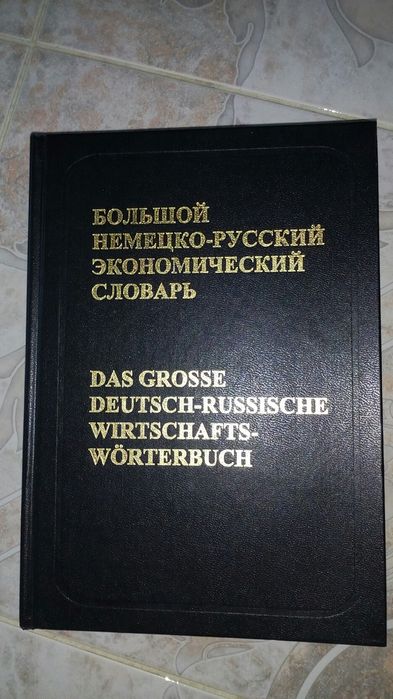 БОЛЬШОЙ
НЕМЕЦКО-РУССКИЙ
ЭКОНОМИЧЕСКИЙ
СЛОВАРЬ
DAS GROSSE
DEUTSCH-RUSSISCHE
WIRTSCHAFTS-
WÖRTERBUCH